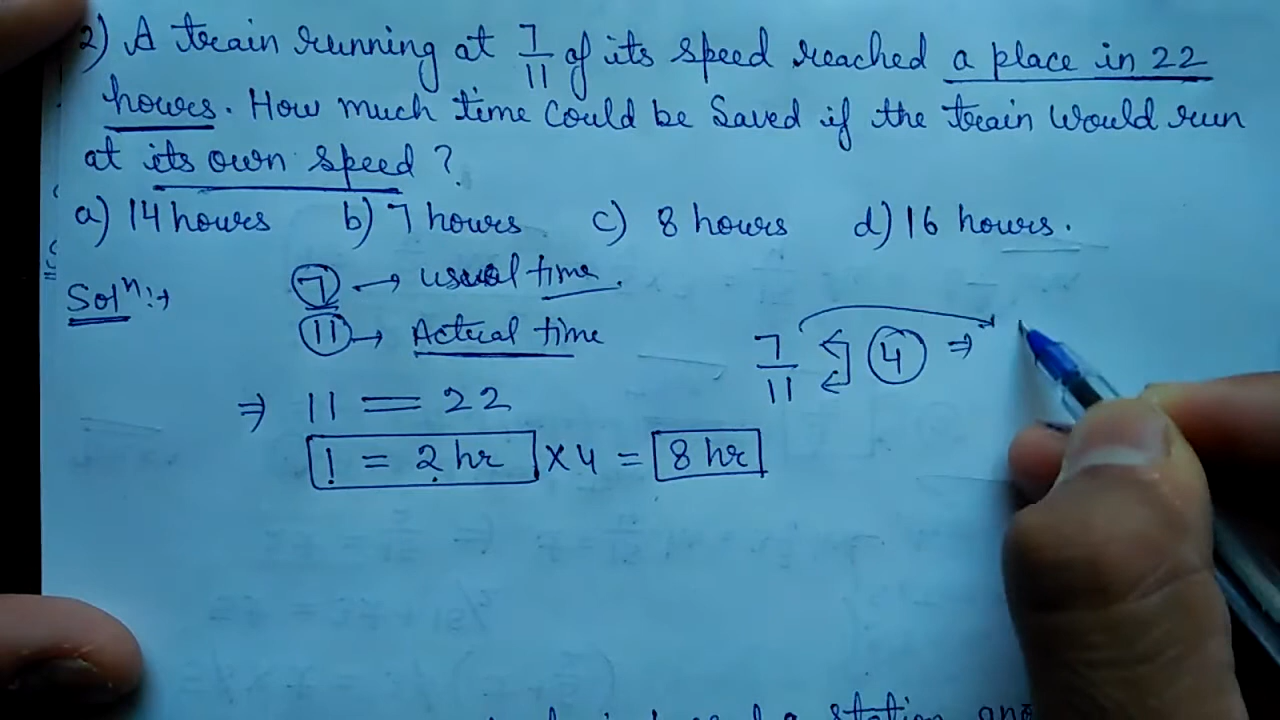 2) A train running at 7/11 of its speed reached a place in 22
hours. How much time could be saved if the train would run
at its own speed ?
a) 14 hours b) 7 hours c) 8 hours d) 16 hours.
Solⁿ:→ 7 → usual time.
11 → Actual time
7/11 4 ⇒
⇒ 11 = 22
1 = 2 hr × 4 = 8 hr
a station and